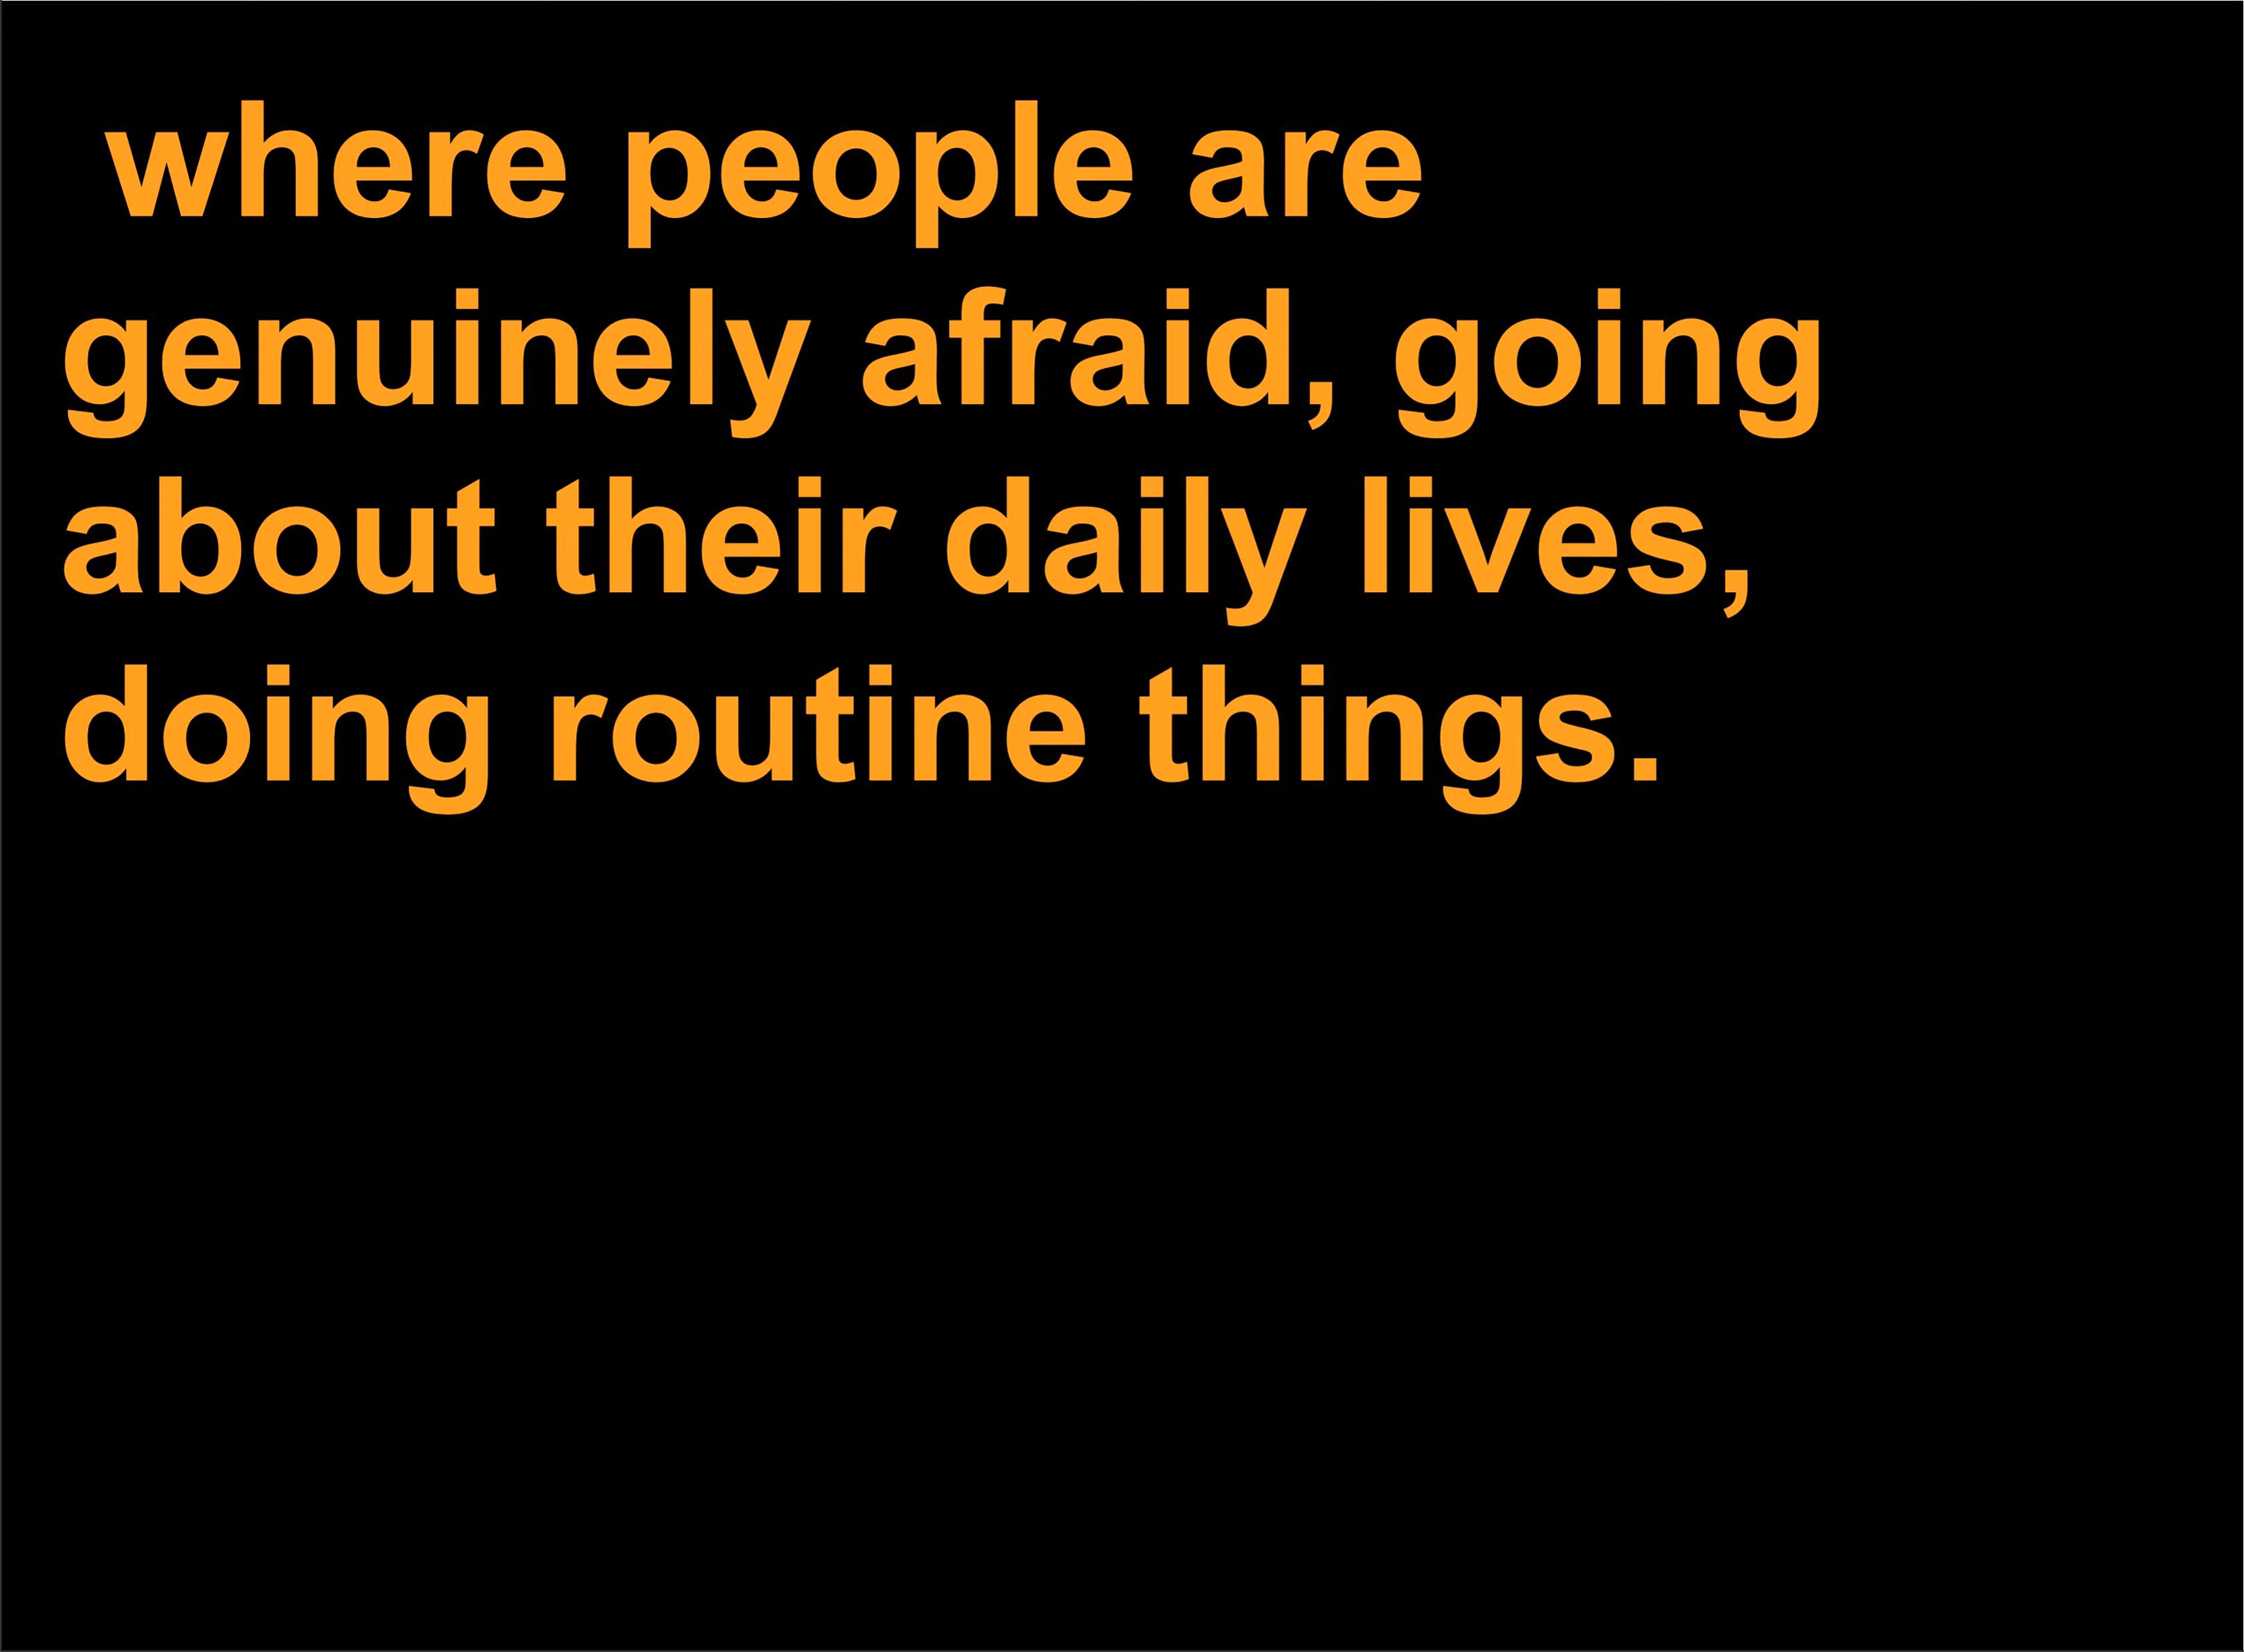 where people are
genuinely afraid, going
about their daily lives,
doing routine things.